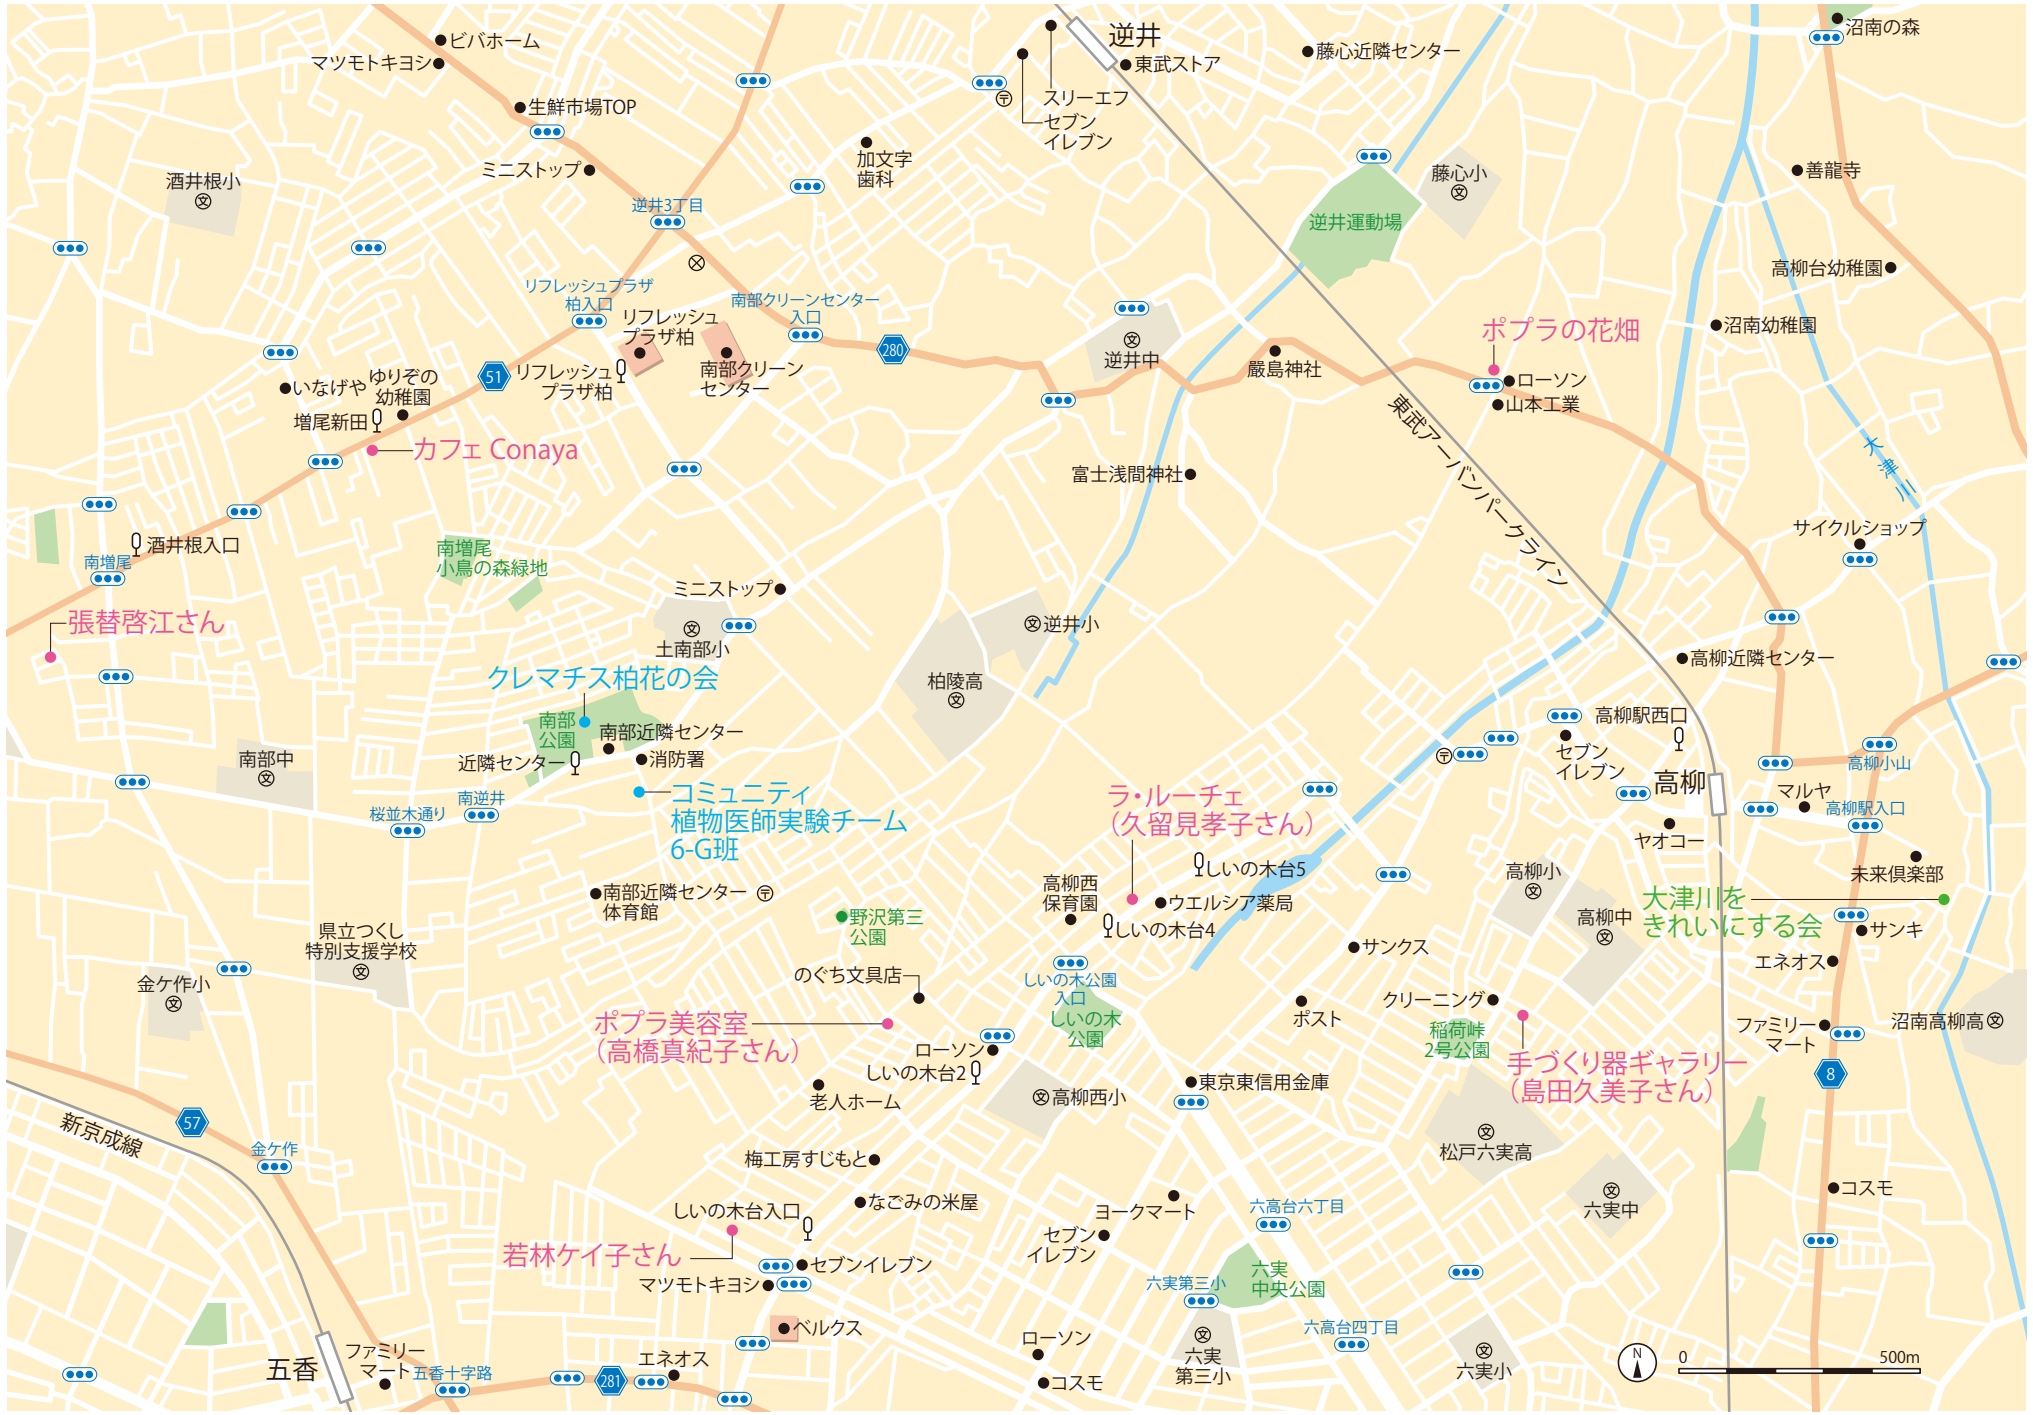 ビバホーム
マツモトキヨシ
生鮮市場TOP
ミニストップ
酒井根小
文
逆井3丁目
加文字
歯科
逆井
東武ストア
スリーエフ
セブン
イレブン
藤心近隣センター
沼南の森
藤心小
文
逆井運動場
善龍寺
高柳台幼稚園
沼南幼稚園
リフレッシュプラザ
柏入口
リフレッシュ
プラザ柏
南部クリーンセンター
入口
南部クリーン
センター
リフレッシュ
プラザ柏
280
51
文
逆井中
嚴島神社
ポプラの花畑
ローソン
山本工業
いなげや
ゆりぞの
幼稚園
増尾新田
カフェ Conaya
東武アーバンパークライン
大津川
富士浅間神社
サイクルショップ
酒井根入口
南増尾
南増尾
小鳥の森緑地
張替啓江さん
ミニストップ
文
土南部小
文逆井小
柏陵高
文
高柳近隣センター
クレマチス柏花の会
南部
公園
南部近隣センター
近隣センター
消防署
高柳駅西口
セブン
イレブン
高柳
高柳小山
マルヤ
高柳駅入口
ヤオコー
未来倶楽部
南部中
文
桜並木通り
南逆井
コミュニティ
植物医師実験チーム
6-G班
ラ・ルーチェ
（久留見孝子さん）
しいの木台5
高柳西
保育園
ウエルシア薬局
しいの木台4
高柳小
文
高柳中
文
大津川を
きれいにする会
サンキ
エネオス
南部近隣センター
体育館
野沢第三
公園
県立つくし
特別支援学校
文
金ケ作小
文
のぐち文具店
しいの木公園
入口
しいの木
公園
サンクス
ポスト
クリーニング
稲荷峠
2号公園
ファミリー
マート
沼南高柳高文
ポプラ美容室
（高橋真紀子さん）
ローソン
しいの木台2
老人ホーム
文高柳西小
東京東信用金庫
手づくり器ギャラリー
（島田久美子さん）
8
文
松戸六実高
新京成線
57
金ケ作
梅工房すじもと
なごみの米屋
しいの木台入口
若林ケイ子さん
セブンイレブン
マツモトキヨシ
ベルクス
ヨークマート
セブン
イレブン
六高台六丁目
文
六実中
コスモ
六実
中央公園
六実第三小
文
六実
第三小
六高台四丁目
文
六実小
五香
ファミリー
マート
五香十字路
281
エネオス
ローソン
コスモ
N
0
500m